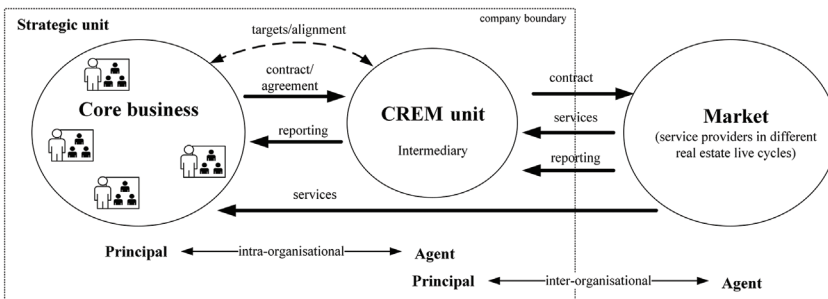 Strategic unit
company boundary
targets/alignment
Core business
contract/
agreement
reporting
CREM unit
Intermediary
contract
services
reporting
Market
(service providers in different
real estate live cycles)
services
Principal
intra-organisational
Agent
Principal
inter-organisational
Agent